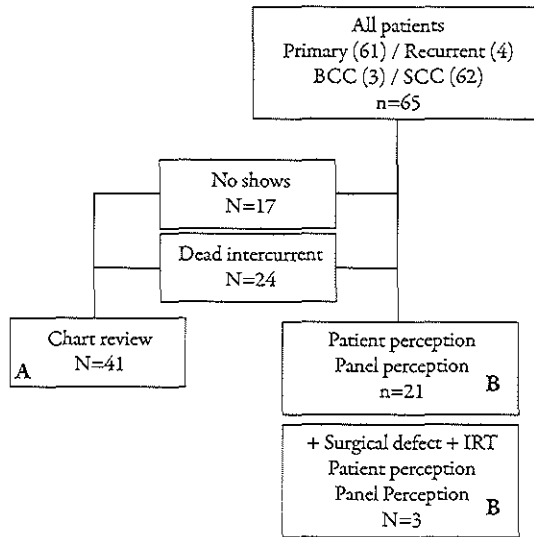 All patients
Primary (61) / Recurrent (4)
BCC (3) / SCC (62)
n=65
No shows
N=17
Dead intercurrent
N=24
Chart review
N=41
A
Patient perception
Panel perception
n=21
B
+ Surgical defect + IRT
Patient perception
Panel Perception
N=3
B